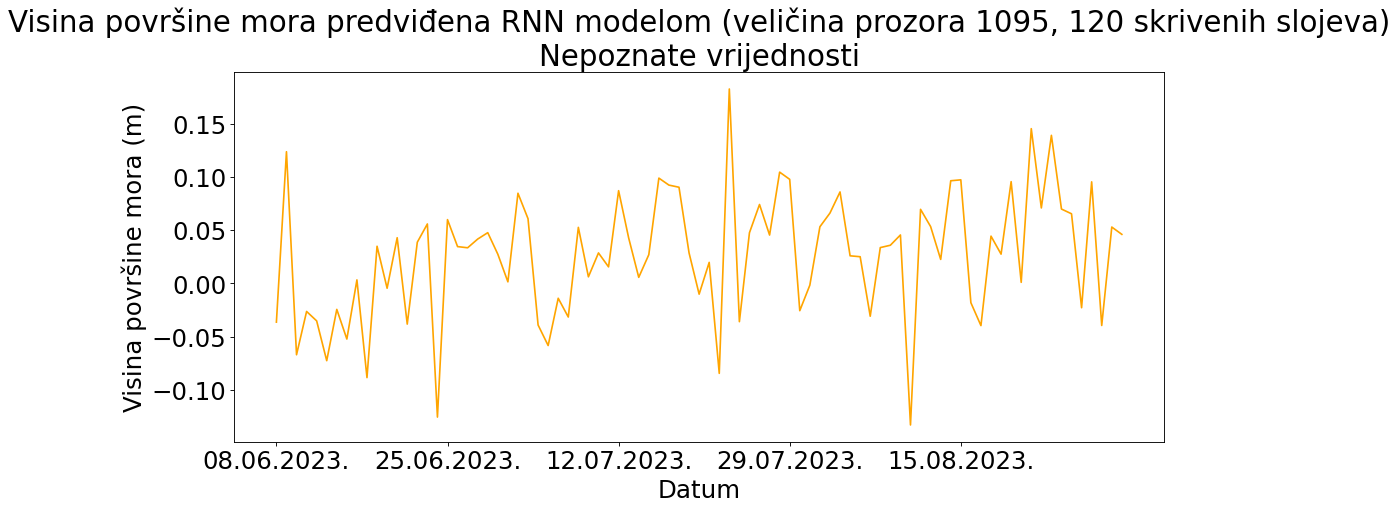 Visina površine mora predviđena RNN modelom (veličina prozora 1095, 120 skrivenih slojeva)
Nepoznate vrijednosti
Visina površine mora (m)
0.15
0.10
0.05
0.00
−0.05
−0.10
08.06.2023. 25.06.2023. 12.07.2023. 29.07.2023. 15.08.2023.
Datum